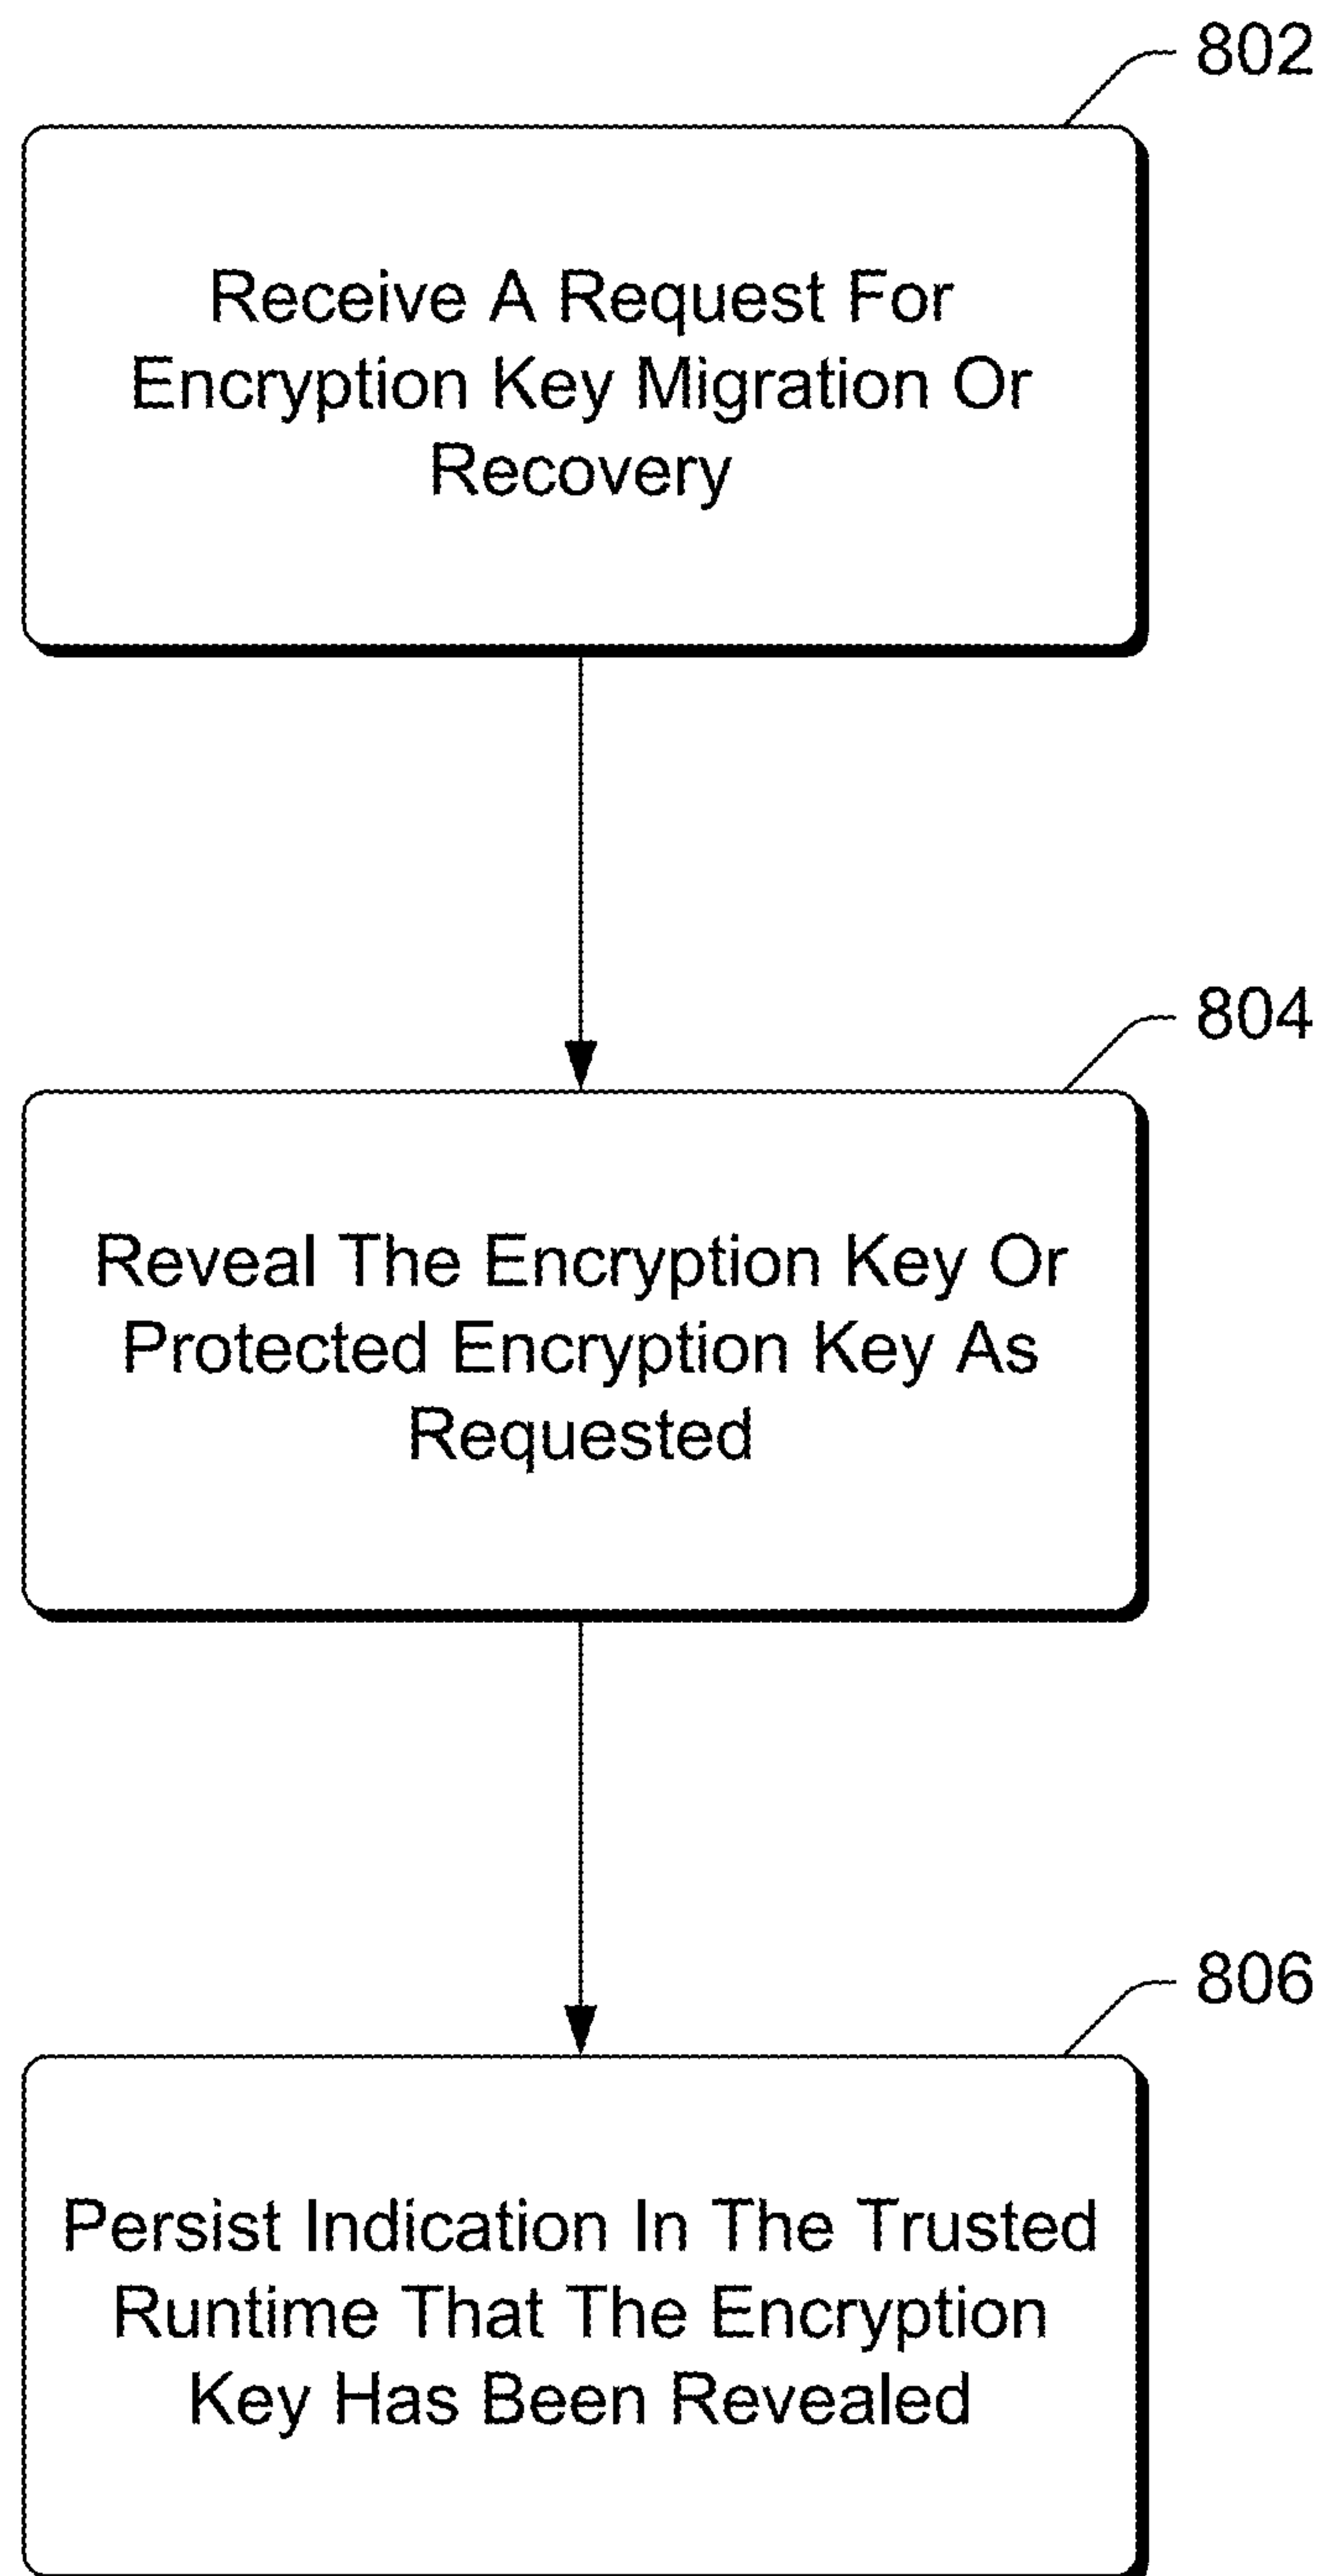 802
Receive A Request For
Encryption Key Migration Or
Recovery
804
Reveal The Encryption Key Or
Protected Encryption Key As
Requested
806
Persist Indication In The Trusted
Runtime That The Encryption
Key Has Been Revealed